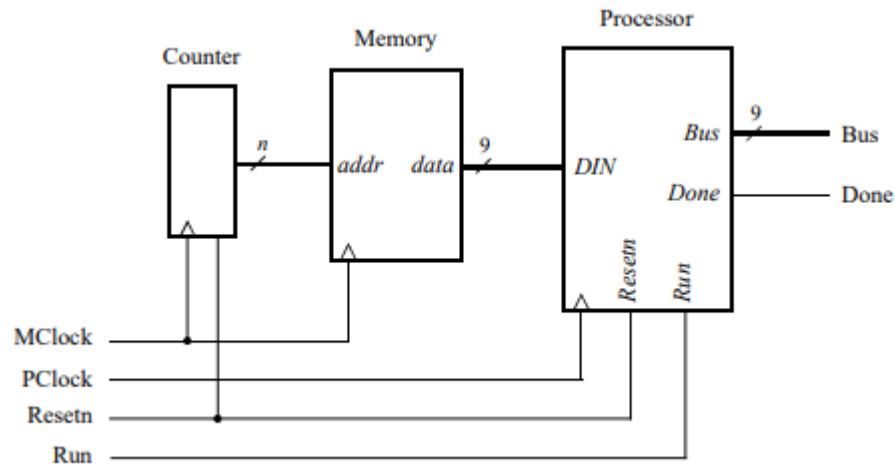 Processor
Memory
Counter
n
9
9
addr
data
DIN
Bus
Bus
Done
Done
Resetn
Run
MClock
PClock
Resetn
Run